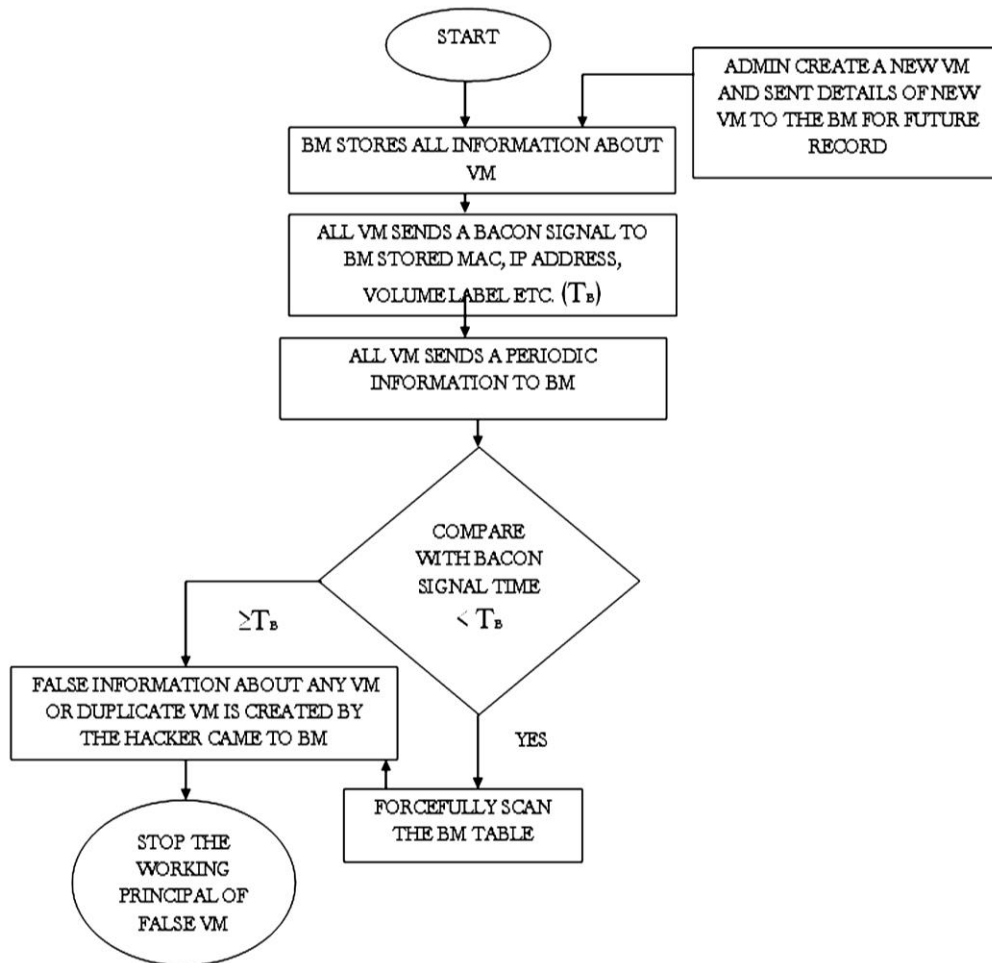 START
ADMIN CREATE A NEW VM
AND SENT DETAILS OF NEW
VM TO THE BM FOR FUTURE
RECORD
BM STORES ALL INFORMATION ABOUT
VM
ALL VM SENDS A BACON SIGNAL TO
BM STORED MAC, IP ADDRESS,
VOLUME LABEL ETC. (TB)
ALL VM SENDS A PERIODIC
INFORMATION TO BM
COMPARE
WITH BACON
SIGNAL TIME
< TB
≥TB
FALSE INFORMATION ABOUT ANY VM
OR DUPLICATE VM IS CREATED BY
THE HACKER CAME TO BM
YES
FORCEFULLY SCAN
THE BM TABLE
STOP THE
WORKING
PRINCIPAL OF
FALSE VM